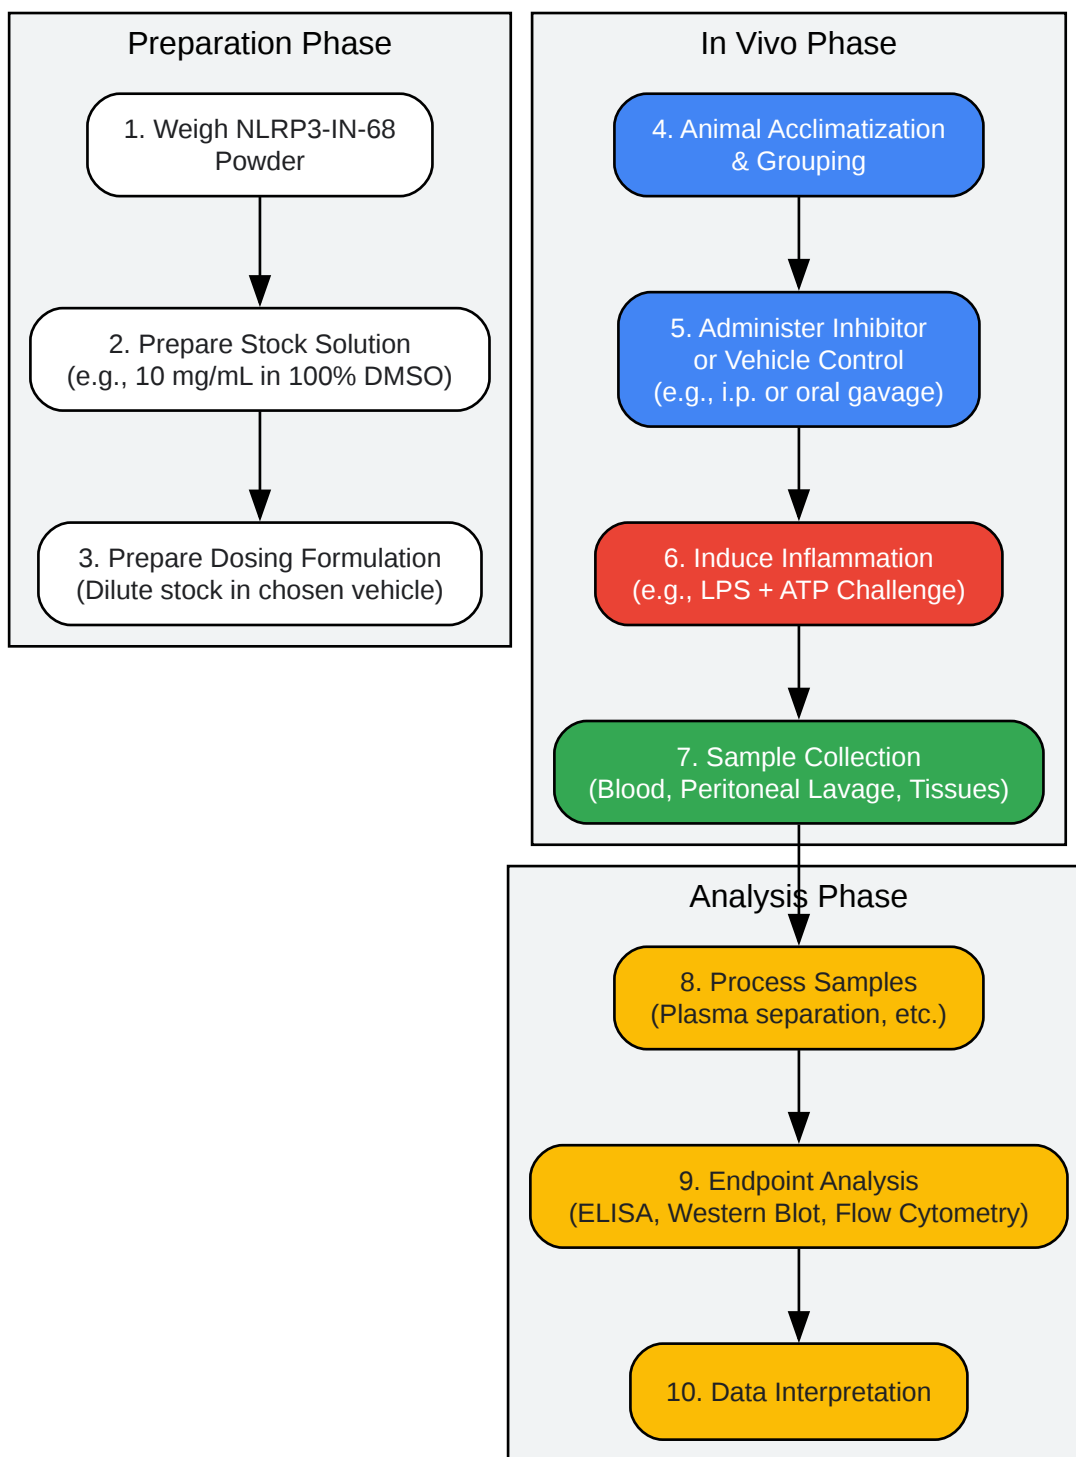 Preparation Phase
1. Weigh NLRP3-IN-68
Powder
2. Prepare Stock Solution
(e.g., 10 mg/mL in 100% DMSO)
3. Prepare Dosing Formulation
(Dilute stock in chosen vehicle)
In Vivo Phase
4. Animal Acclimatization
& Grouping
5. Administer Inhibitor
or Vehicle Control
(e.g., i.p. or oral gavage)
6. Induce Inflammation
(e.g., LPS + ATP Challenge)
7. Sample Collection
(Blood, Peritoneal Lavage, Tissues)
Analysis Phase
8. Process Samples
(Plasma separation, etc.)
9. Endpoint Analysis
(ELISA, Western Blot, Flow Cytometry)
10. Data Interpretation